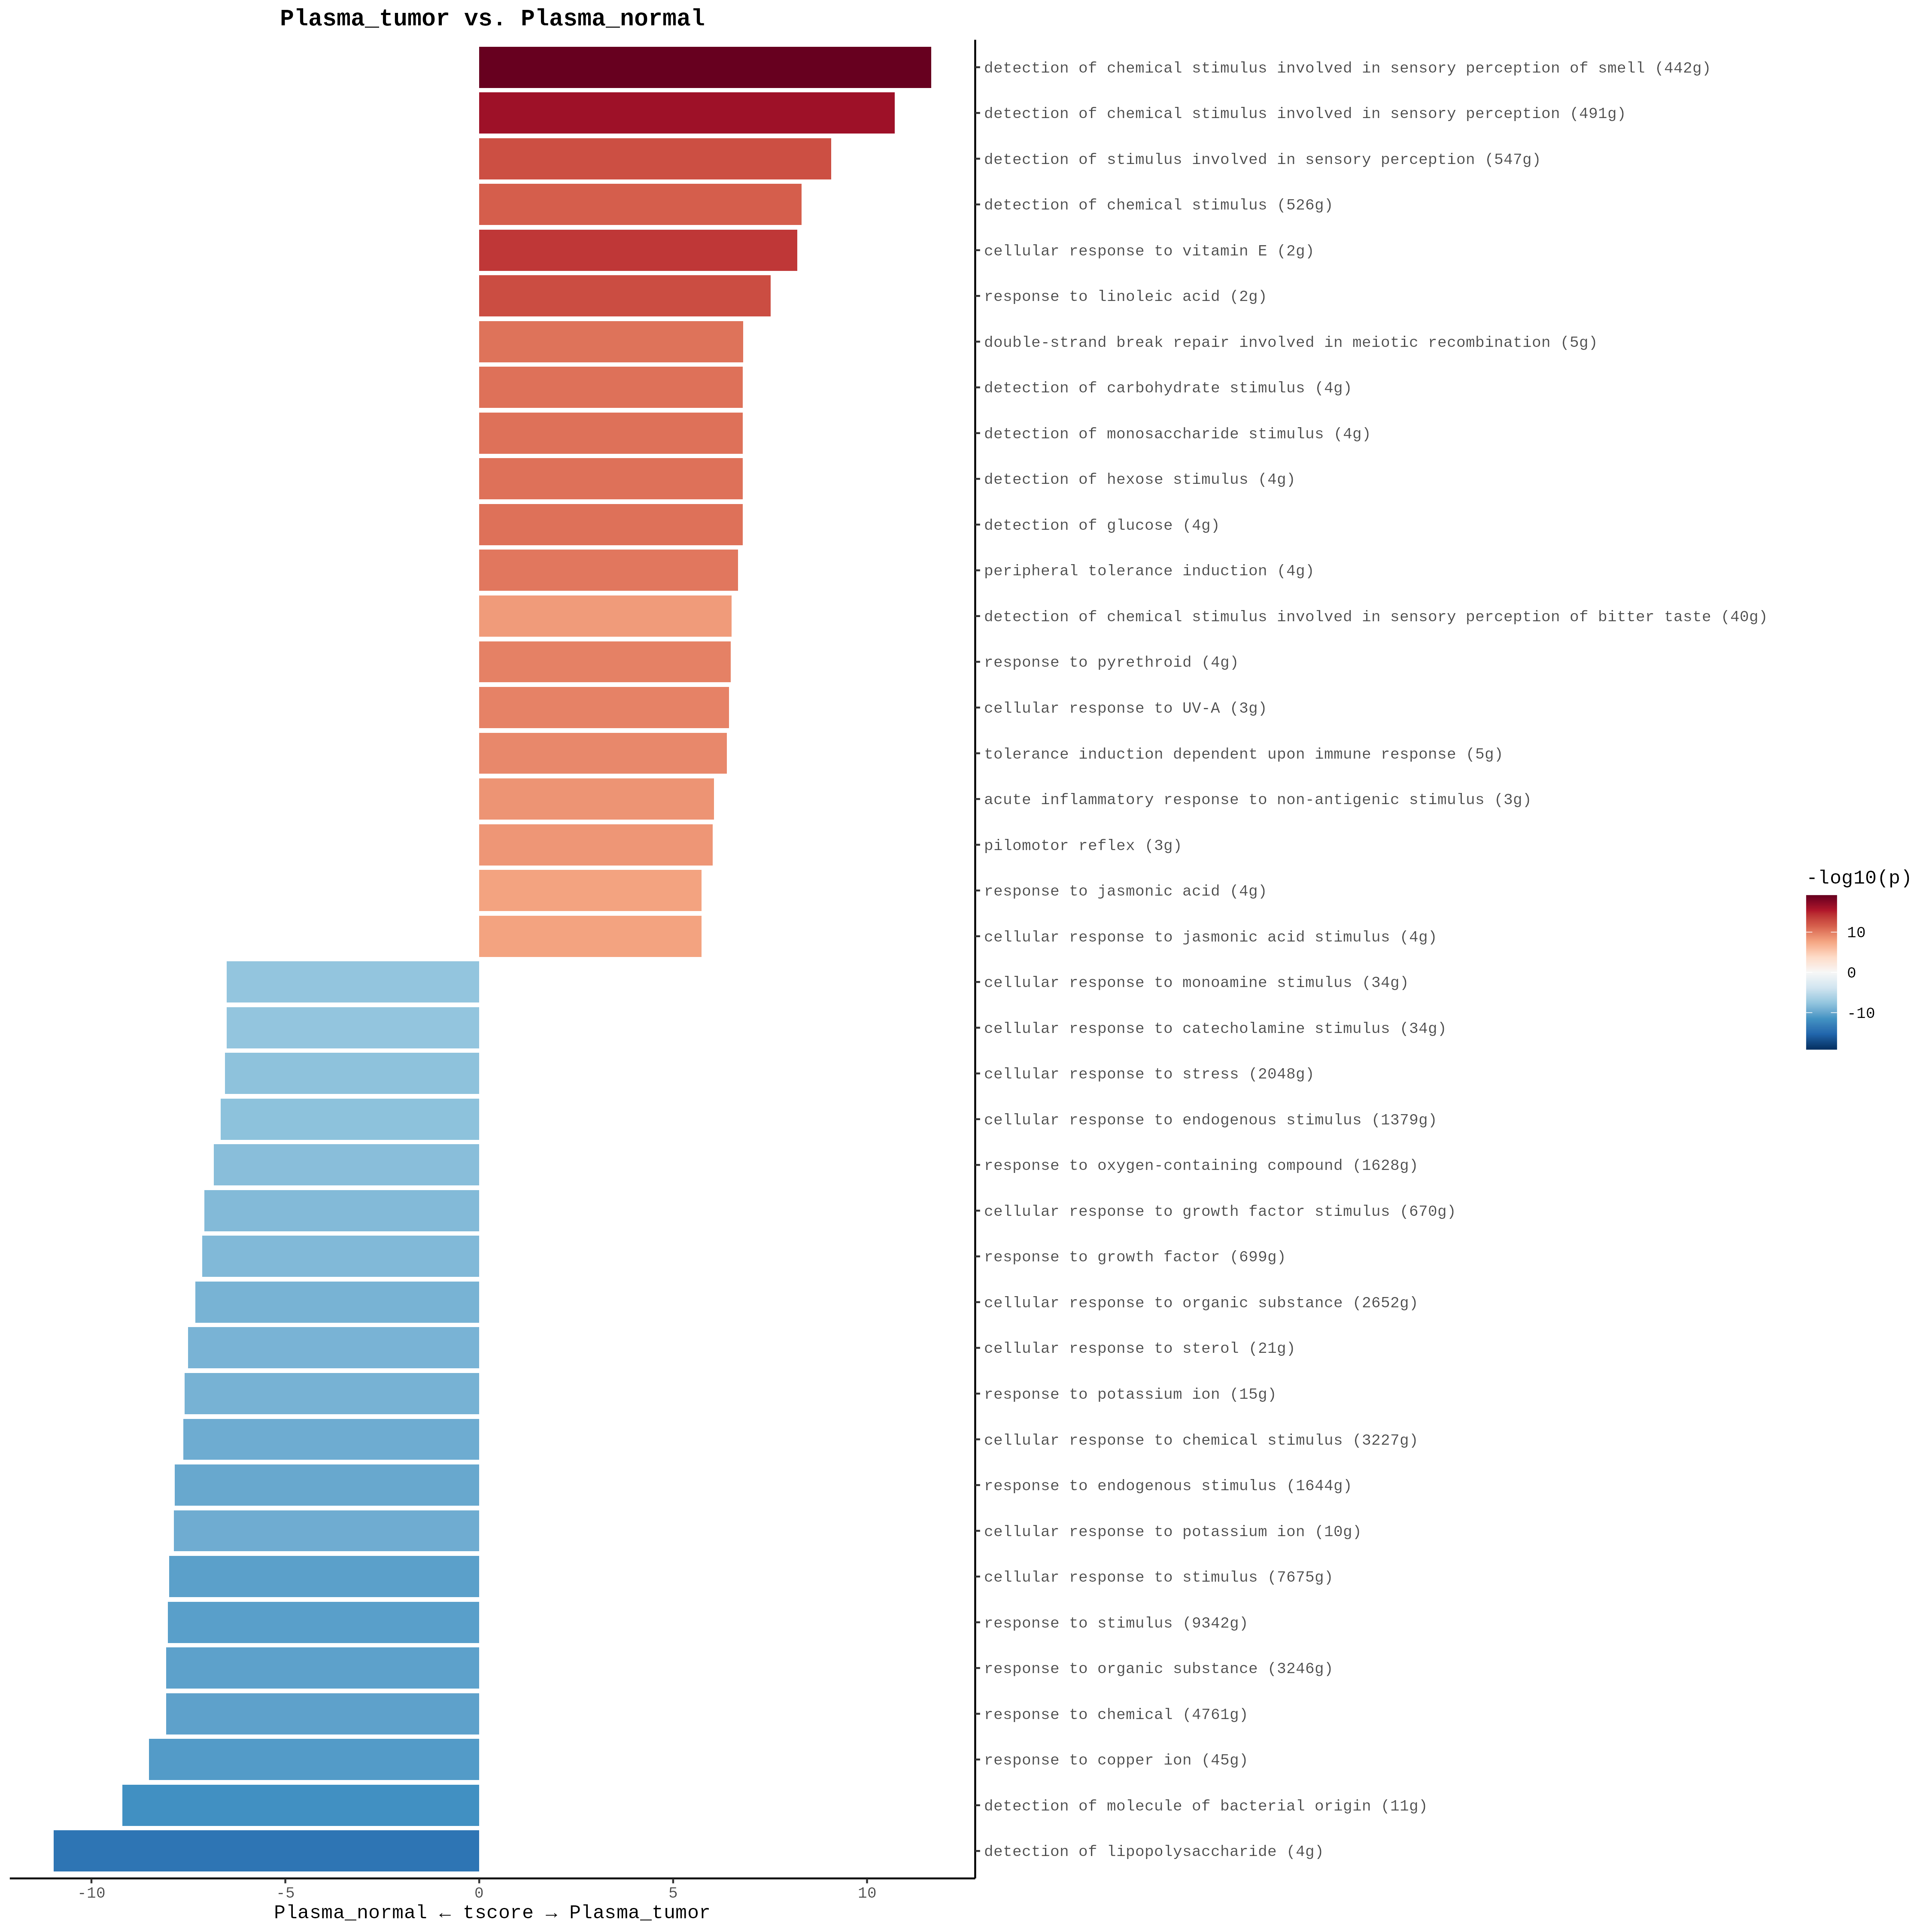 Plasma_tumor vs. Plasma_normal
detection of chemical stimulus involved in sensory perception of smell (442g)
detection of chemical stimulus involved in sensory perception (491g)
detection of stimulus involved in sensory perception (547g)
detection of chemical stimulus (526g)
cellular response to vitamin E (2g)
response to linoleic acid (2g)
double-strand break repair involved in meiotic recombination (5g)
detection of carbohydrate stimulus (4g)
detection of monosaccharide stimulus (4g)
detection of hexose stimulus (4g)
detection of glucose (4g)
peripheral tolerance induction (4g)
detection of chemical stimulus involved in sensory perception of bitter taste (40g)
response to pyrethroid (4g)
cellular response to UV-A (3g)
tolerance induction dependent upon immune response (5g)
acute inflammatory response to non-antigenic stimulus (3g)
pilomotor reflex (3g)
response to jasmonic acid (4g)
cellular response to jasmonic acid stimulus (4g)
cellular response to monoamine stimulus (34g)
cellular response to catecholamine stimulus (34g)
cellular response to stress (2048g)
cellular response to endogenous stimulus (1379g)
response to oxygen-containing compound (1628g)
cellular response to growth factor stimulus (670g)
response to growth factor (699g)
cellular response to organic substance (2652g)
cellular response to sterol (21g)
response to potassium ion (15g)
cellular response to chemical stimulus (3227g)
response to endogenous stimulus (1644g)
cellular response to potassium ion (10g)
cellular response to stimulus (7675g)
response to stimulus (9342g)
response to organic substance (3246g)
response to chemical (4761g)
response to copper ion (45g)
detection of molecule of bacterial origin (11g)
detection of lipopolysaccharide (4g)
-10 -5 0 5 10
Plasma_normal ← tscore → Plasma_tumor
-log10(p)
10
0
-10